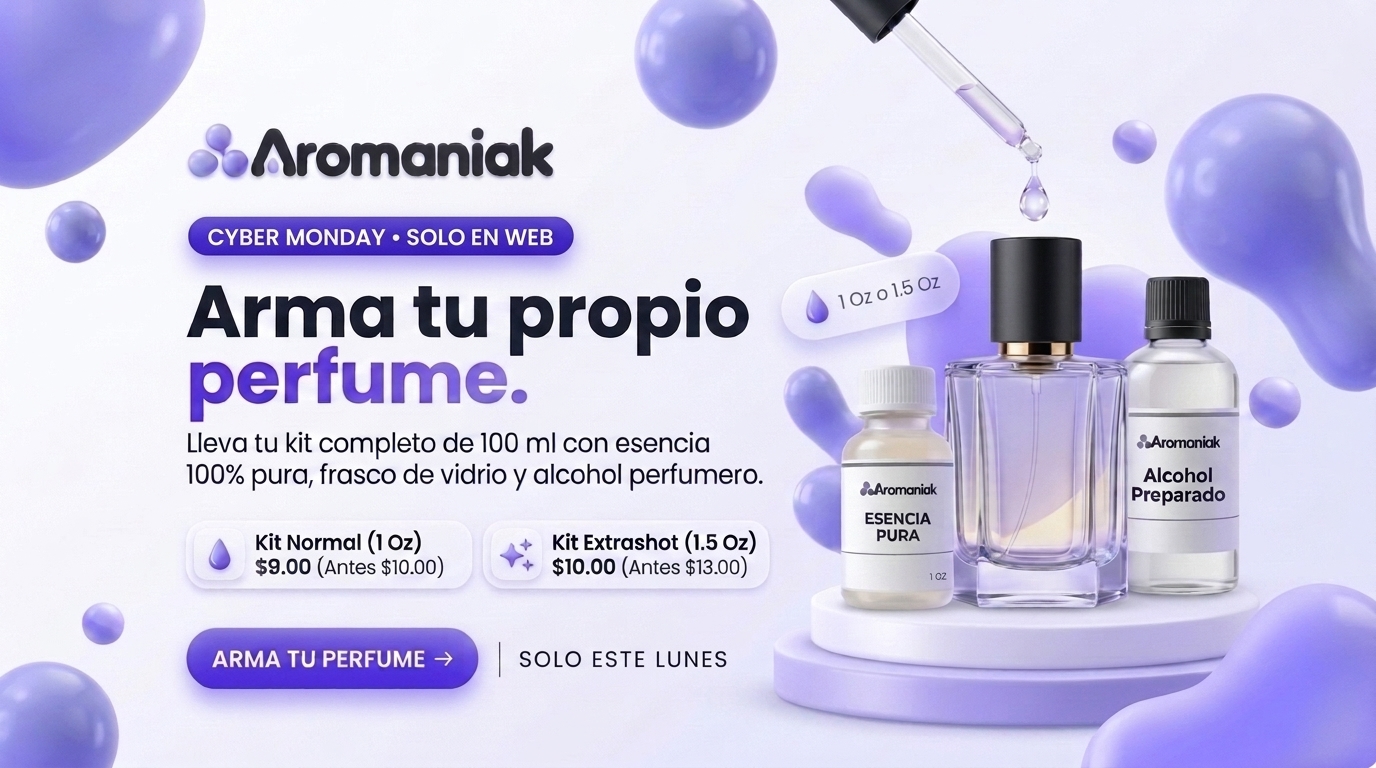 Aromaniak
CYBER MONDAY • SOLO EN WEB
Arma tu propio
perfume.
Lleva tu kit completo de 100 ml con esencia
100% pura, frasco de vidrio y alcohol perfumero.
Kit Normal (1 Oz)
$9.00 (Antes $10.00)
Kit Extrashot (1.5 Oz)
$10.00 (Antes $13.00)
ARMA TU PERFUME →
SOLO ESTE LUNES
1 Oz o 1.5 Oz
Aromaniak
ESENCIA
PURA
1 OZ
Aromaniak
Alcohol
Preparado